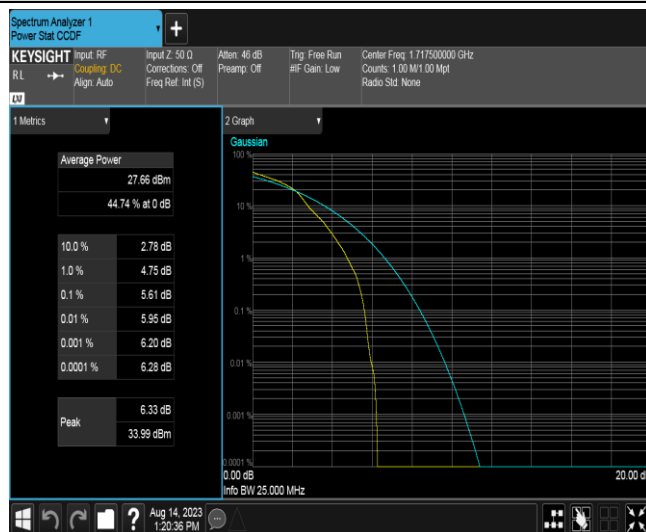 Spectrum Analyzer 1
Power Stat CCDF
+
KEYSIGHT
RL
LXI
Input: RF
Coupling: DC
Align: Auto
Input Z: 50 Ω
Corrections: Off
Freq Ref: Int (S)
Atten: 46 dB
Preamp: Off
Trig: Free Run
#IF Gain: Low
Center Freq: 1.717500000 GHz
Counts: 1.00 M/1.00 Mpt
Radio Std: None
1 Metrics
Average Power
27.66 dBm
44.74 % at 0 dB
10.0 % 2.78 dB
1.0 % 4.75 dB
0.1 % 5.61 dB
0.01 % 5.95 dB
0.001 % 6.20 dB
0.0001 % 6.28 dB
Peak
6.33 dB
33.99 dBm
2 Graph
Gaussian
100 %
10 %
1 %
0.1 %
0.01 %
0.001 %
0.0001 %
0.00 dB
20.00 d
Info BW 25.000 MHz
?
Aug 14, 2023
1:20:36 PM